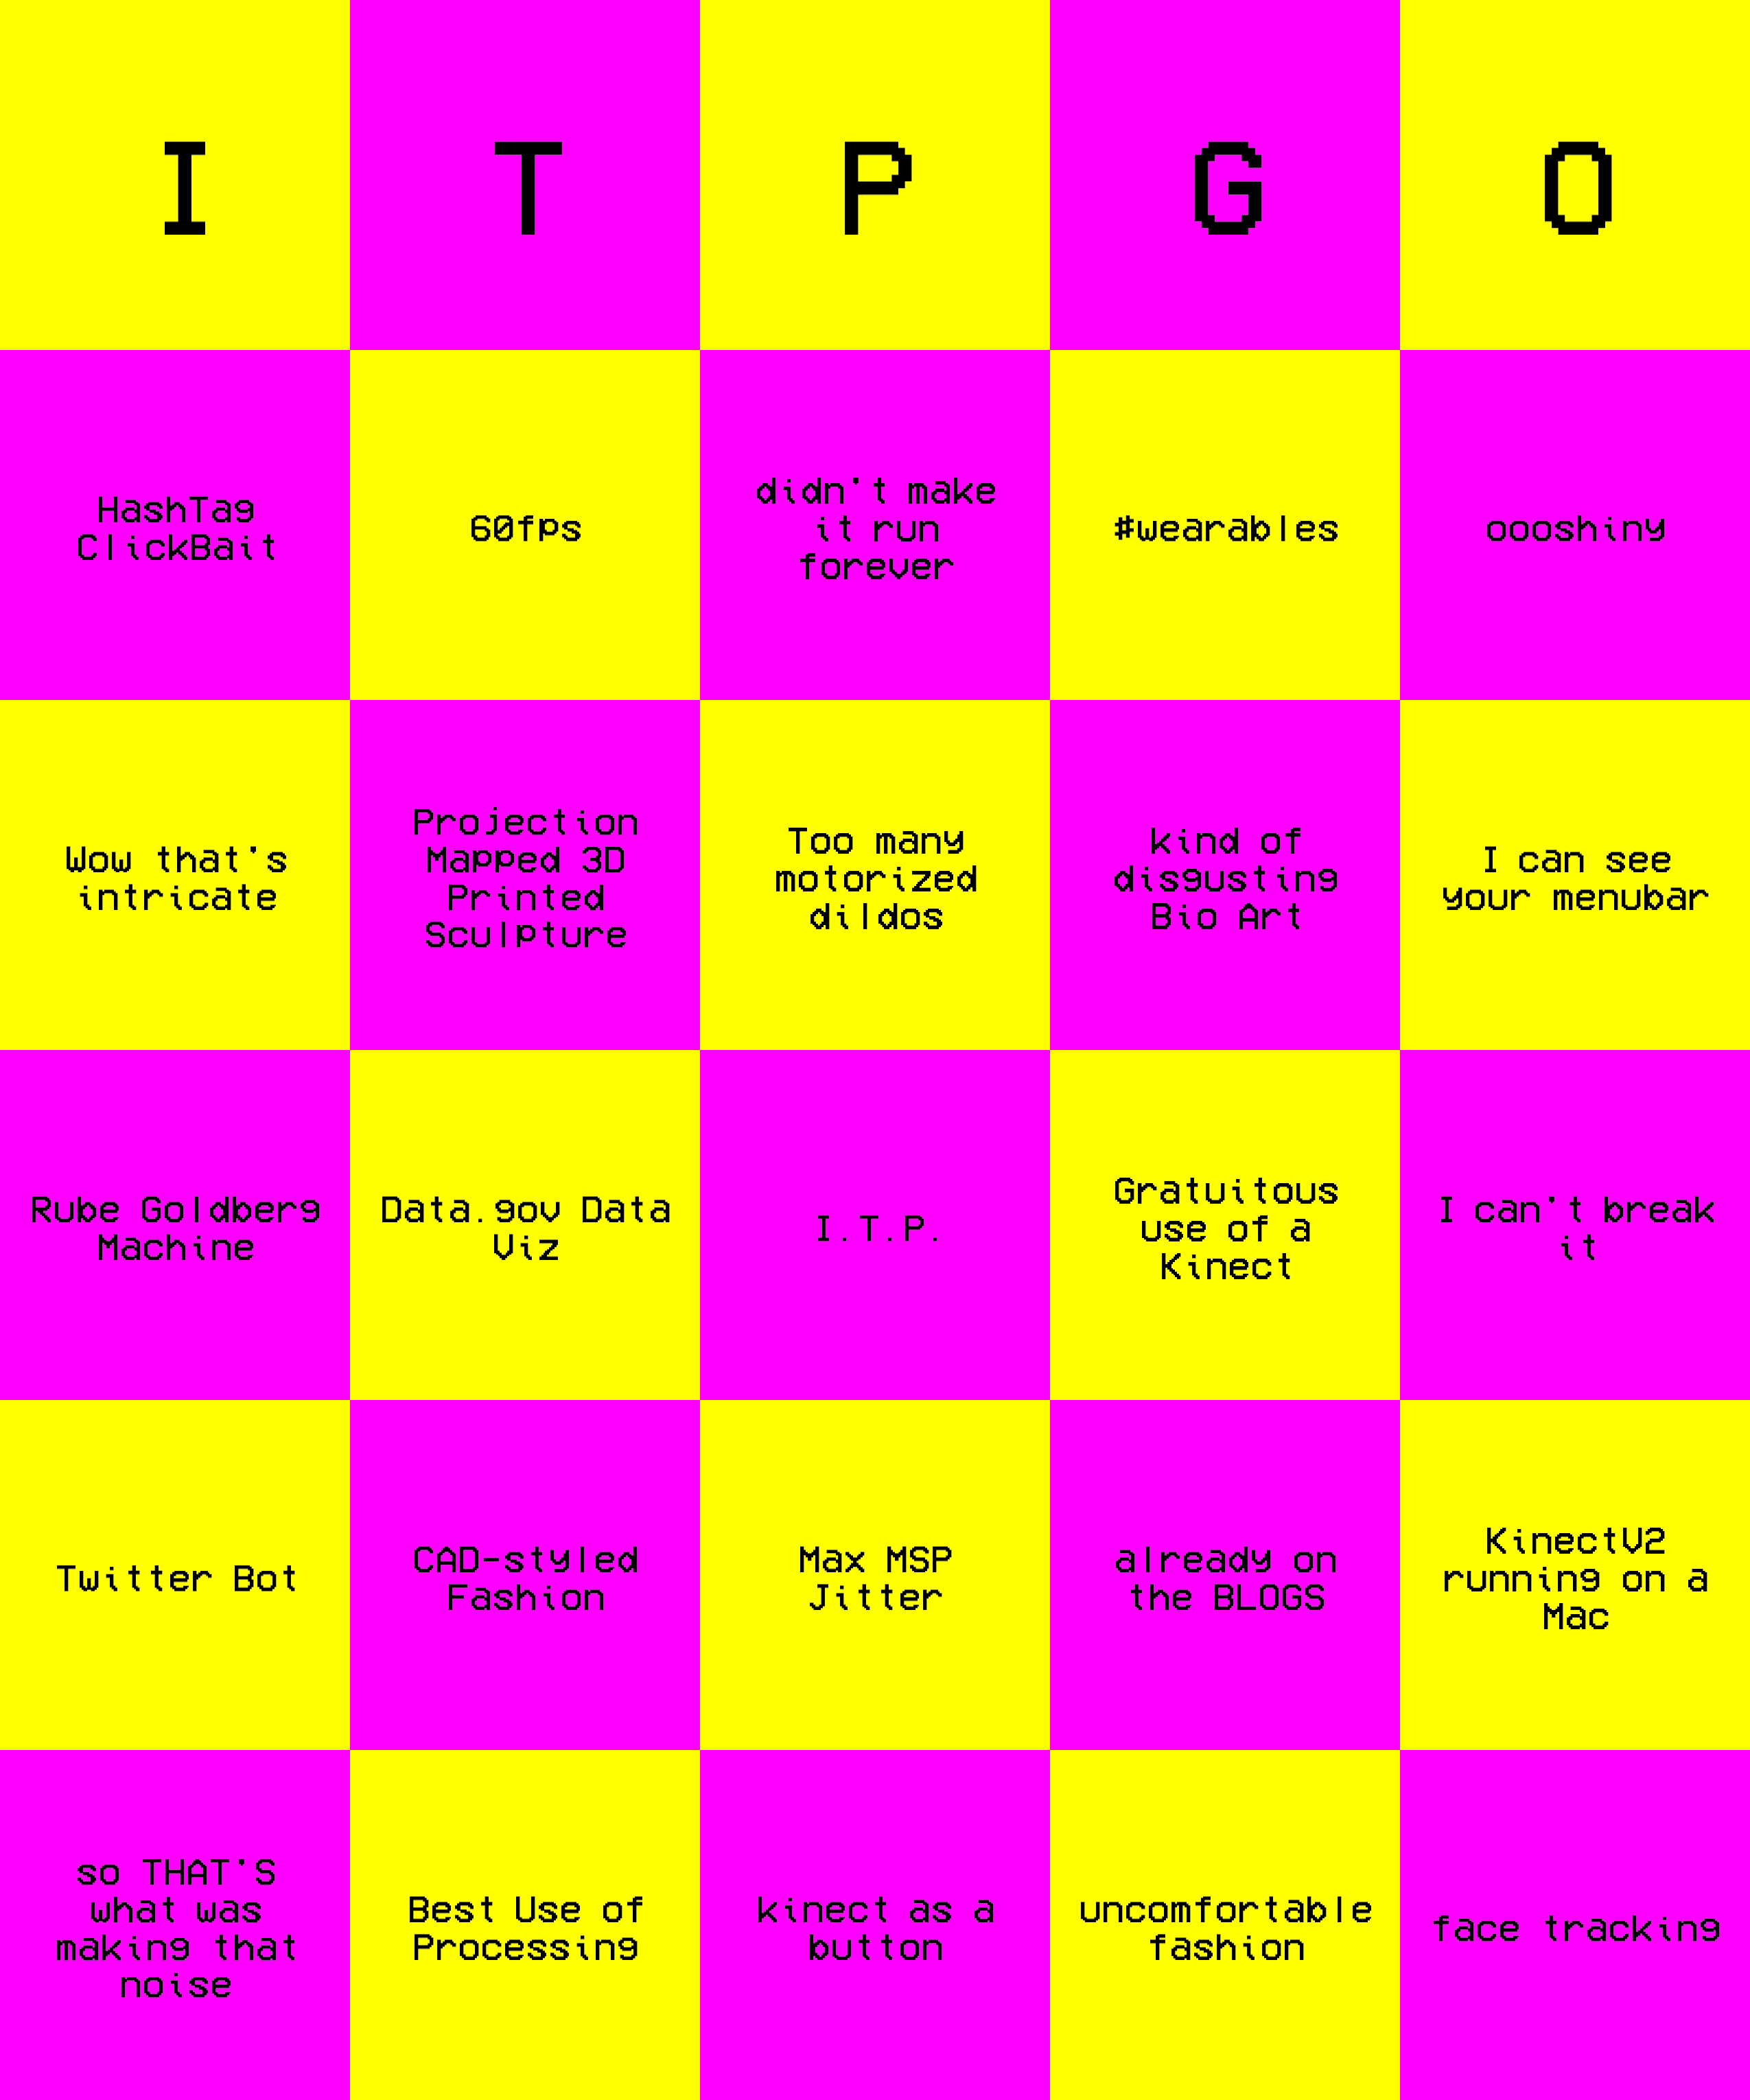 I T P G O
HashTag
ClickBait
60fps
didn't make
it run
forever
#wearables
oooshiny
Wow that's
intricate
Projection
Mapped 3D
Printed
Sculpture
Too many
motorized
dildos
kind of
disgusting
Bio Art
I can see
your menubar
Rube Goldberg
Machine
Data.gov Data
Viz
I.T.P.
Gratuitous
use of a
Kinect
I can't break
it
Twitter Bot
CAD-styled
Fashion
Max MSP
Jitter
already on
the BLOGS
KinectV2
running on a
Mac
so THAT'S
what was
making that
noise
Best Use of
Processing
kinect as a
button
uncomfortable
fashion
face tracking